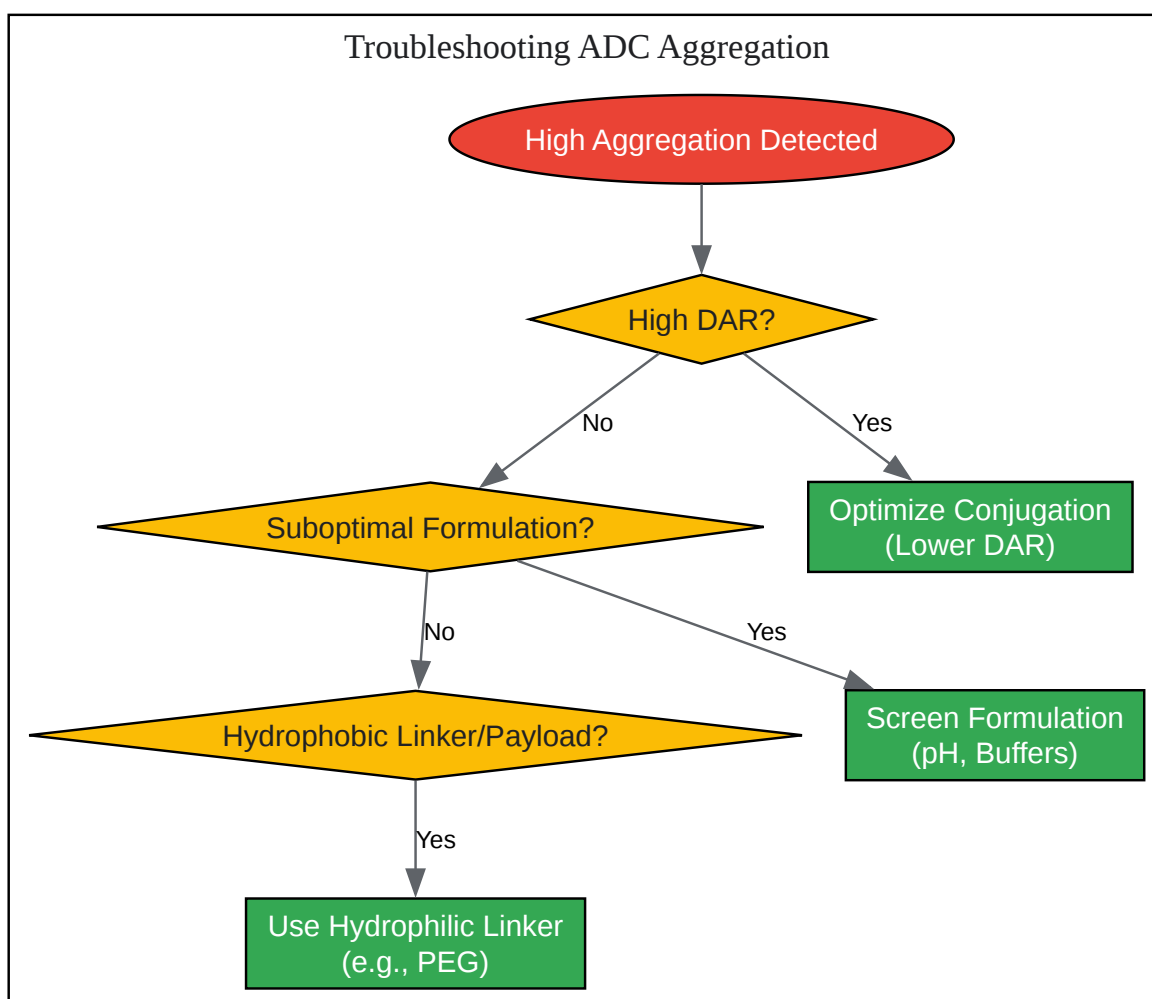 Troubleshooting ADC Aggregation
High Aggregation Detected
High DAR?
No
Yes
Suboptimal Formulation?
Optimize Conjugation
(Lower DAR)
No
Yes
Hydrophobic Linker/Payload?
Screen Formulation
(pH, Buffers)
Yes
Use Hydrophilic Linker
(e.g., PEG)